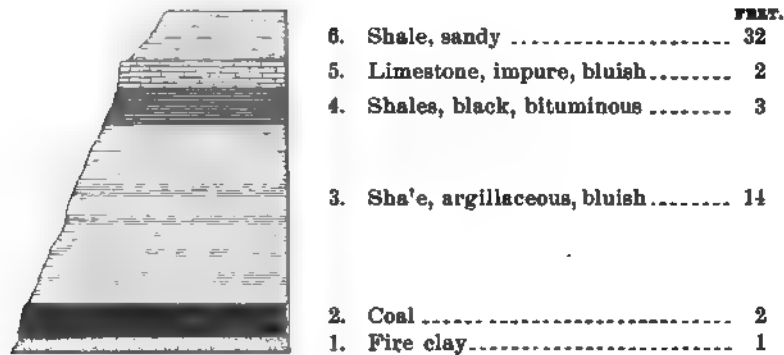 FEET.
6. Shale, sandy .................... 32
5. Limestone, impure, bluish........ 2
4. Shales, black, bituminous ........ 3
3. Sha'e, argillaceous, bluish........ 14
2. Coal ............................ 2
1. Fire clay........................ 1